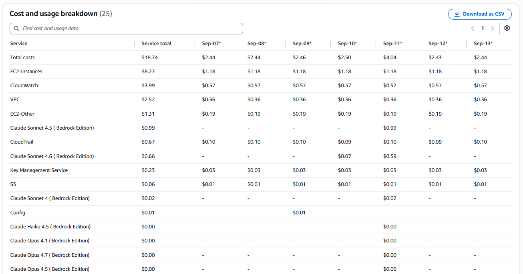 Cost and usage breakdown (25)
Download as CSV
Find cost and usage data
1
Service Service total Sep-07* Sep-08* Sep-09* Sep-10* Sep-11* Sep-12* Sep-13*
Total costs $18.74 $2.44 $2.44 $2.46 $2.50 $4.04 $2.43 $2.44
EC2-Instances $8.27 $1.18 $1.18 $1.18 $1.18 $1.18 $1.18 $1.18
CloudWatch $3.99 $0.57 $0.57 $0.57 $0.57 $0.57 $0.57 $0.57
VPC $2.52 $0.36 $0.36 $0.36 $0.36 $0.36 $0.36 $0.36
EC2-Other $1.31 $0.19 $0.19 $0.19 $0.19 $0.19 $0.19 $0.19
Claude Sonnet 4.5 (Bedrock Edition) $0.99 - - - - $0.99 - -
CloudTrail $0.67 $0.10 $0.10 $0.10 $0.09 $0.10 $0.09 $0.10
Claude Sonnet 4.6 (Bedrock Edition) $0.66 - - - $0.07 $0.59 - -
Key Management Service $0.23 $0.03 $0.03 $0.03 $0.03 $0.03 $0.03 $0.03
S3 $0.06 $0.01 $0.01 $0.01 $0.01 $0.01 $0.01 $0.01
Claude Sonnet 4 (Bedrock Edition) $0.02 - - - - $0.02 - -
Config $0.01 - - $0.01 - - - -
Claude Haiku 4.5 (Bedrock Edition) $0.00 - - - - $0.00 - -
Claude Opus 4.1 (Bedrock Edition) $0.00 - - - - $0.00 - -
Claude Opus 4.7 (Bedrock Edition) $0.00 - - - - $0.00 - -
Claude Opus 4.5 (Bedrock Edition) $0.00 - - - - $0.00 - -